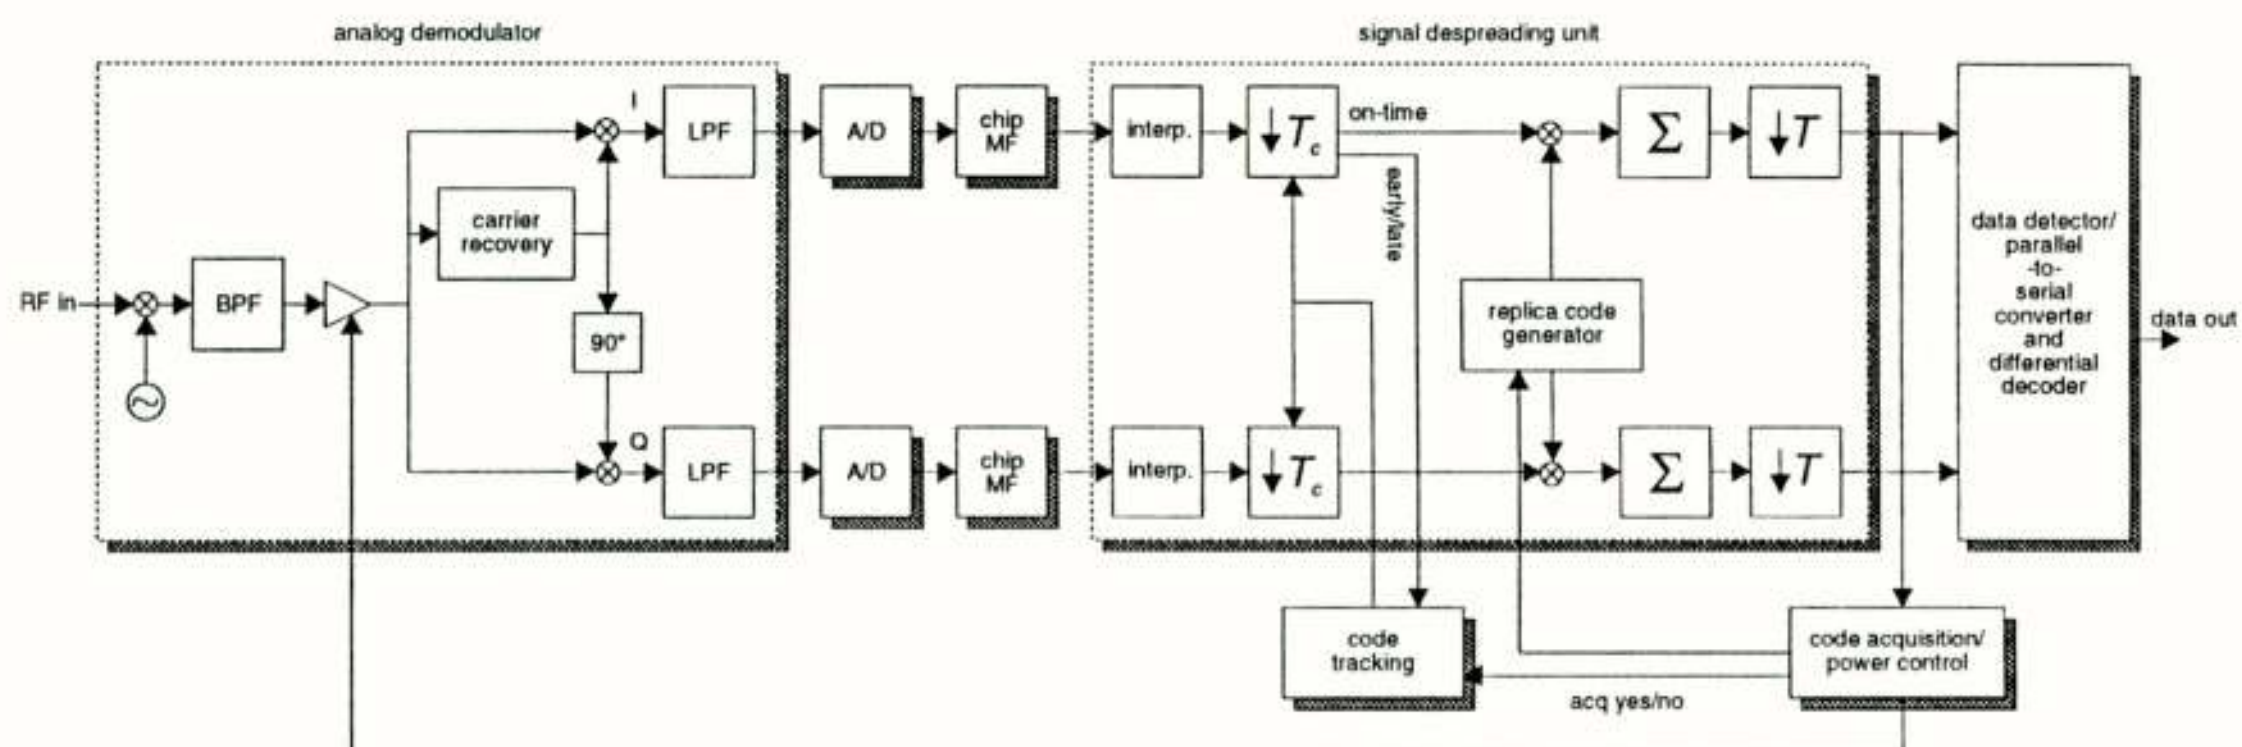 analog demodulator
signal despreading unit
I
LPF
A/D
chip
MF
interp.
↓Tc
on-time
Σ
↓T
early/late
carrier
recovery
RF in
BPF
90°
replica code
generator
data detector/
parallel
-to-
serial
converter
and
differential
decoder
data out
Q
LPF
A/D
chip
MF
interp.
↓Tc
Σ
↓T
code
tracking
code acquisition/
power control
acq yes/no